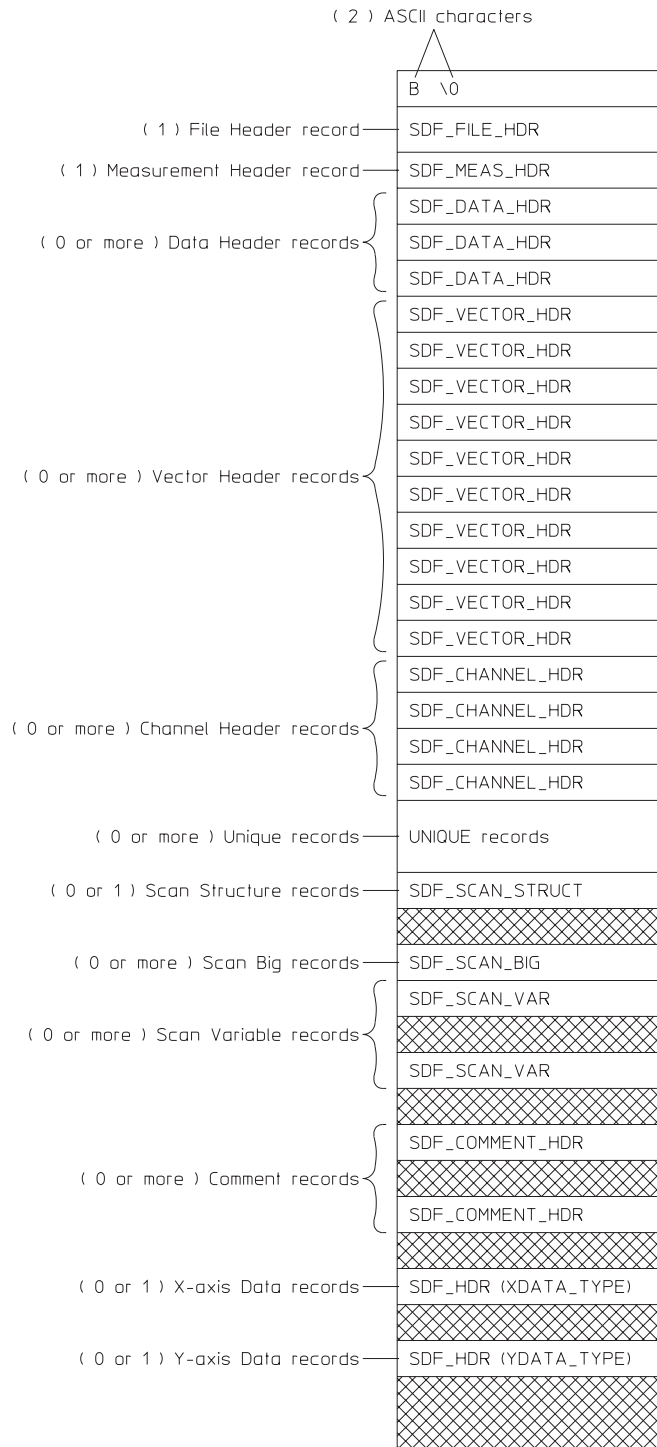 ( 2 ) ASCII characters
B \0
( 1 ) File Header record SDF_FILE_HDR
( 1 ) Measurement Header record SDF_MEAS_HDR
SDF_DATA_HDR
( 0 or more ) Data Header records SDF_DATA_HDR
SDF_DATA_HDR
SDF_VECTOR_HDR
SDF_VECTOR_HDR
SDF_VECTOR_HDR
SDF_VECTOR_HDR
( 0 or more ) Vector Header records SDF_VECTOR_HDR
SDF_VECTOR_HDR
SDF_VECTOR_HDR
SDF_VECTOR_HDR
SDF_VECTOR_HDR
SDF_VECTOR_HDR
SDF_CHANNEL_HDR
SDF_CHANNEL_HDR
( 0 or more ) Channel Header records SDF_CHANNEL_HDR
SDF_CHANNEL_HDR
( 0 or more ) Unique records UNIQUE records
( 0 or 1 ) Scan Structure records SDF_SCAN_STRUCT
( 0 or more ) Scan Big records SDF_SCAN_BIG
SDF_SCAN_VAR
( 0 or more ) Scan Variable records
SDF_SCAN_VAR
SDF_COMMENT_HDR
( 0 or more ) Comment records
SDF_COMMENT_HDR
( 0 or 1 ) X-axis Data records SDF_HDR (XDATA_TYPE)
( 0 or 1 ) Y-axis Data records SDF_HDR (YDATA_TYPE)